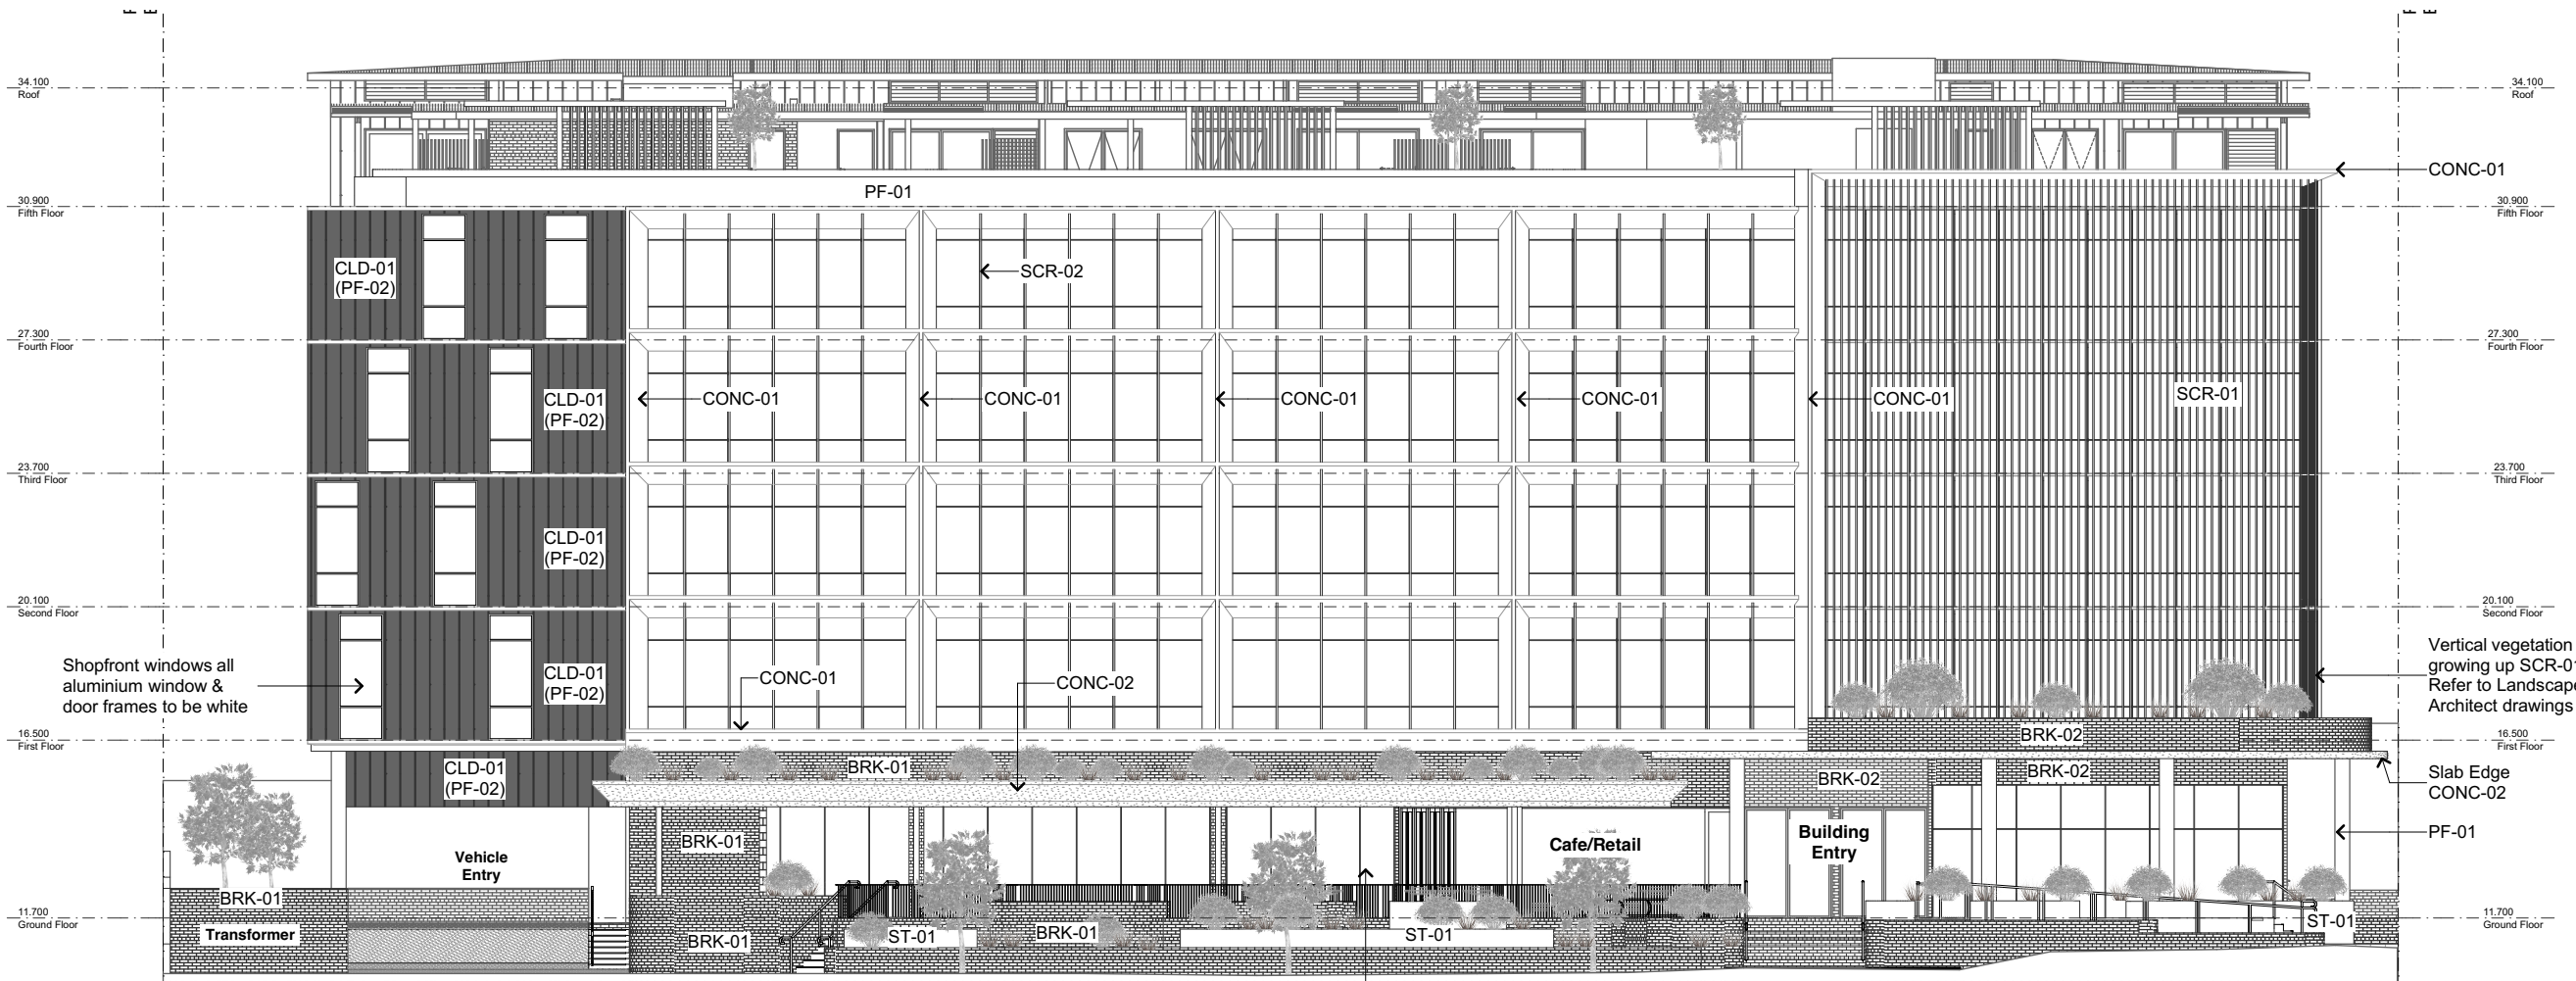 34.100
Roof
34.100
Roof
CONC-01
PF-01
30.900
Fifth Floor
30.900
Fifth Floor
CLD-01
(PF-02)
SCR-02
27.300
Fourth Floor
27.300
Fourth Floor
CLD-01
(PF-02)
CONC-01
CONC-01
CONC-01
CONC-01
CONC-01
SCR-01
23.700
Third Floor
23.700
Third Floor
CLD-01
(PF-02)
20.100
Second Floor
20.100
Second Floor
Shopfront windows all
aluminium window &
door frames to be white
CLD-01
(PF-02)
CONC-01
CONC-02
Vertical vegetation
growing up SCR-01
Refer to Landscape
Architect drawings
16.500
First Floor
BRK-02
16.500
First Floor
CLD-01
(PF-02)
BRK-01
BRK-02
BRK-02
Slab Edge
CONC-02
Vehicle
Entry
BRK-01
Cafe/Retail
Building
Entry
PF-01
BRK-01
11.700
Ground Floor
Transformer
BRK-01
ST-01
BRK-01
ST-01
ST-01
11.700
Ground Floor